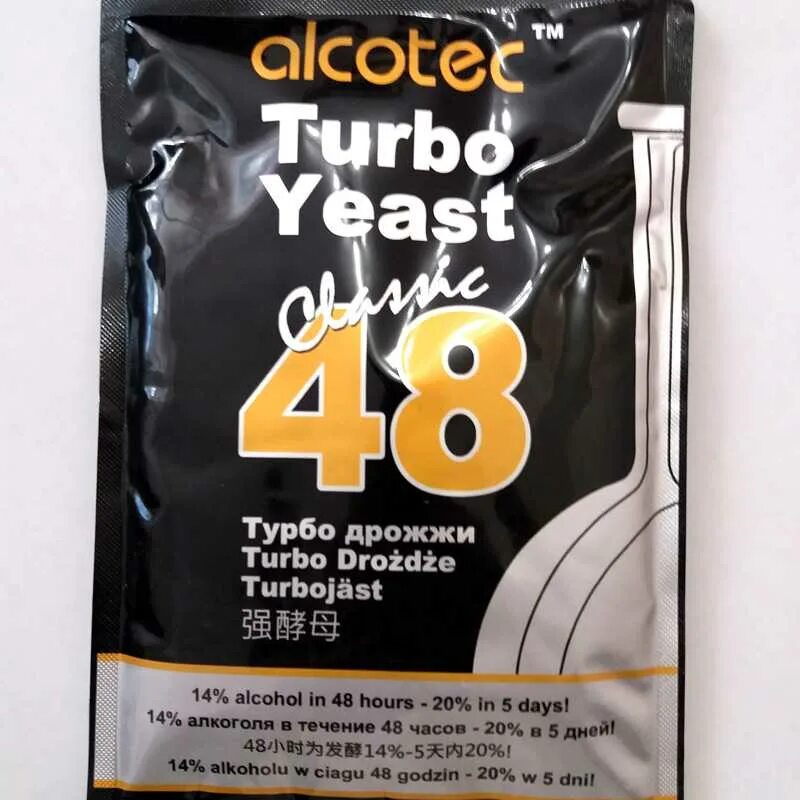 alcotec™
Turbo
Yeast
Classic
48
Турбо дрожжи
Turbo Drożdże
Turbojäst
强酵母
14% alcohol in 48 hours - 20% in 5 days!
14% алкоголя в течение 48 часов - 20% в 5 дней!
48小时为发酵14%-5天内20%!
14% alkoholu w ciagu 48 godzin - 20% w 5 dni!